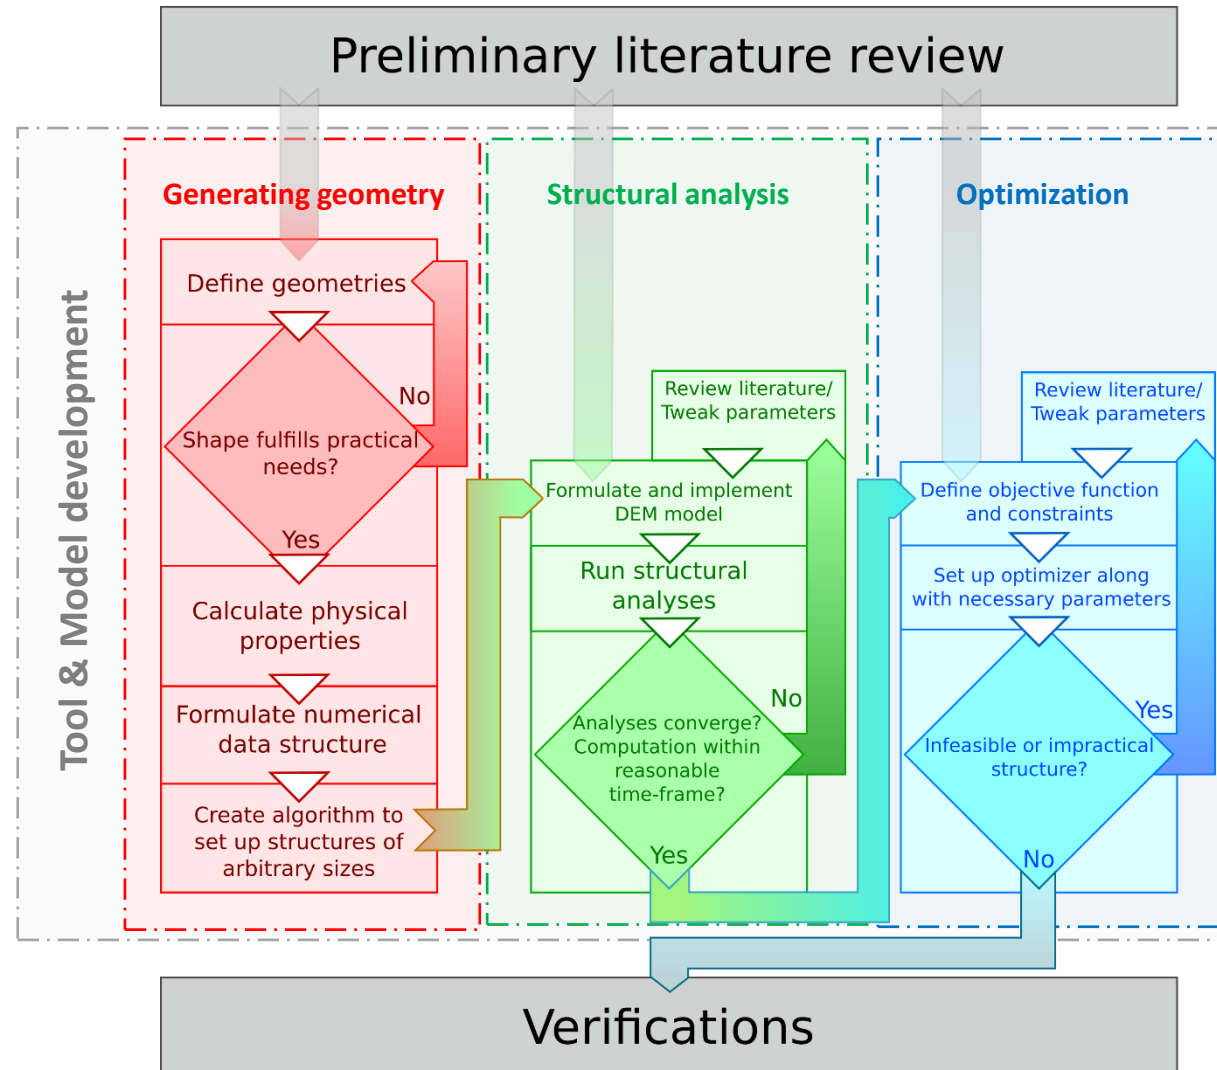 Preliminary literature review
Tool & Model development
Generating geometry
Define geometries
No
Shape fulfills practical
needs?
Yes
Calculate physical
properties
Formulate numerical
data structure
Create algorithm to
set up structures of
arbitrary sizes
Structural analysis
Review literature/
Tweak parameters
Formulate and implement
DEM model
Run structural
analyses
No
Analyses converge?
Computation within
reasonable
time-frame?
Yes
Optimization
Review literature/
Tweak parameters
Define objective function
and constraints
Set up optimizer along
with necessary parameters
Yes
Infeasible or impractical
structure?
No
Verifications